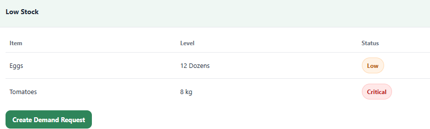 Low Stock
Item Level Status
Eggs 12 Dozens Low
Tomatoes 8 kg Critical
Create Demand Request